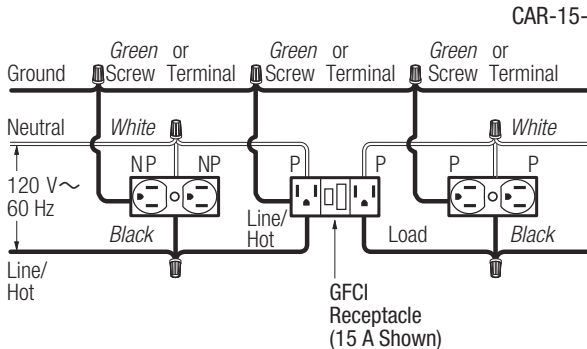 CAR-15-
Green or Green or Green or
Ground Screw Terminal Screw Terminal Screw Terminal
Neutral White White
NP NP P P P P
120 V~
60 Hz
Line/
Hot
Black Load Black
Line/
Hot
GFCI
Receptacle
(15 A Shown)